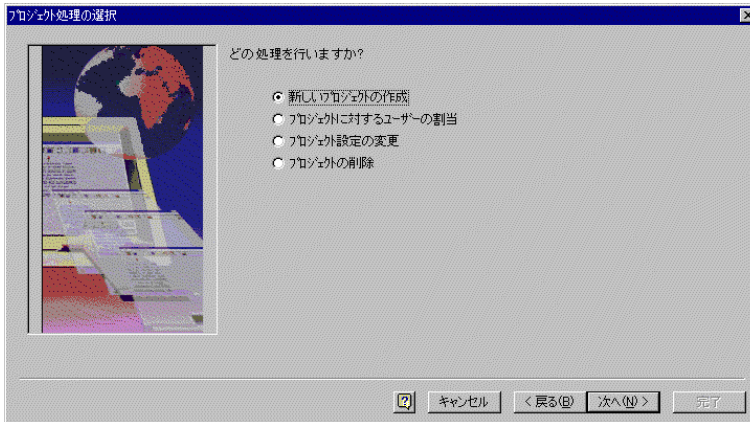 プロジェクト処理の選択
どの処理を行いますか?
新しいプロジェクトの作成
プロジェクトに対するユーザーの割当
プロジェクト設定の変更
プロジェクトの削除
キャンセル
< 戻る(B)
次へ(N) >
完了